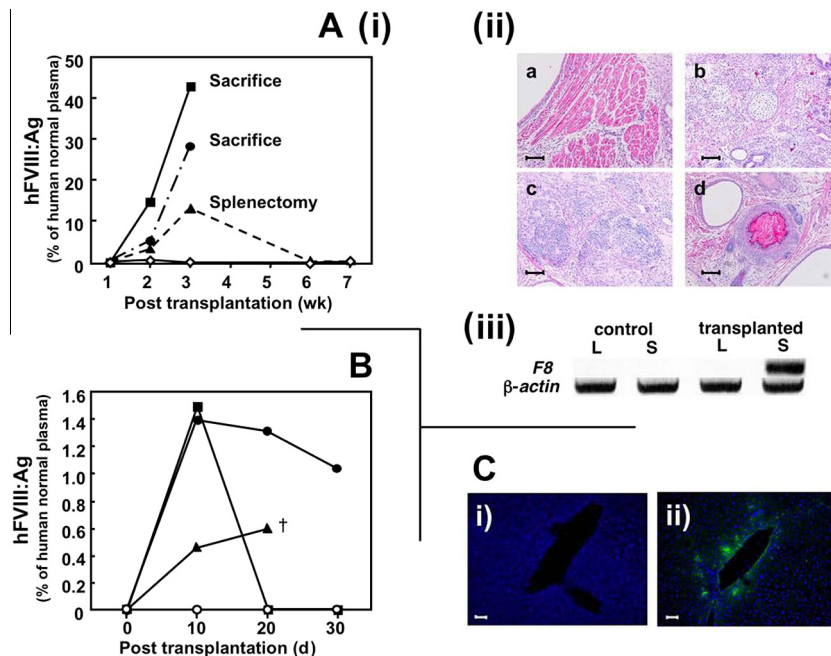 A (i)
hFVIII:Ag
(% of human normal plasma)
50
40
30
20
10
0
Sacrifice
Sacrifice
Splenectomy
1 2 3 4 5 6 7
Post transplantation (wk)
(ii)
a
b
c
d
(iii)
control transplanted
L S L S
F8
β-actin
B
hFVIII:Ag
(% of human normal plasma)
1.6
1.4
1.2
1.0
0.8
0.6
0.4
0.2
0
†
0 10 20 30
Post transplantation (d)
C
i)
ii)